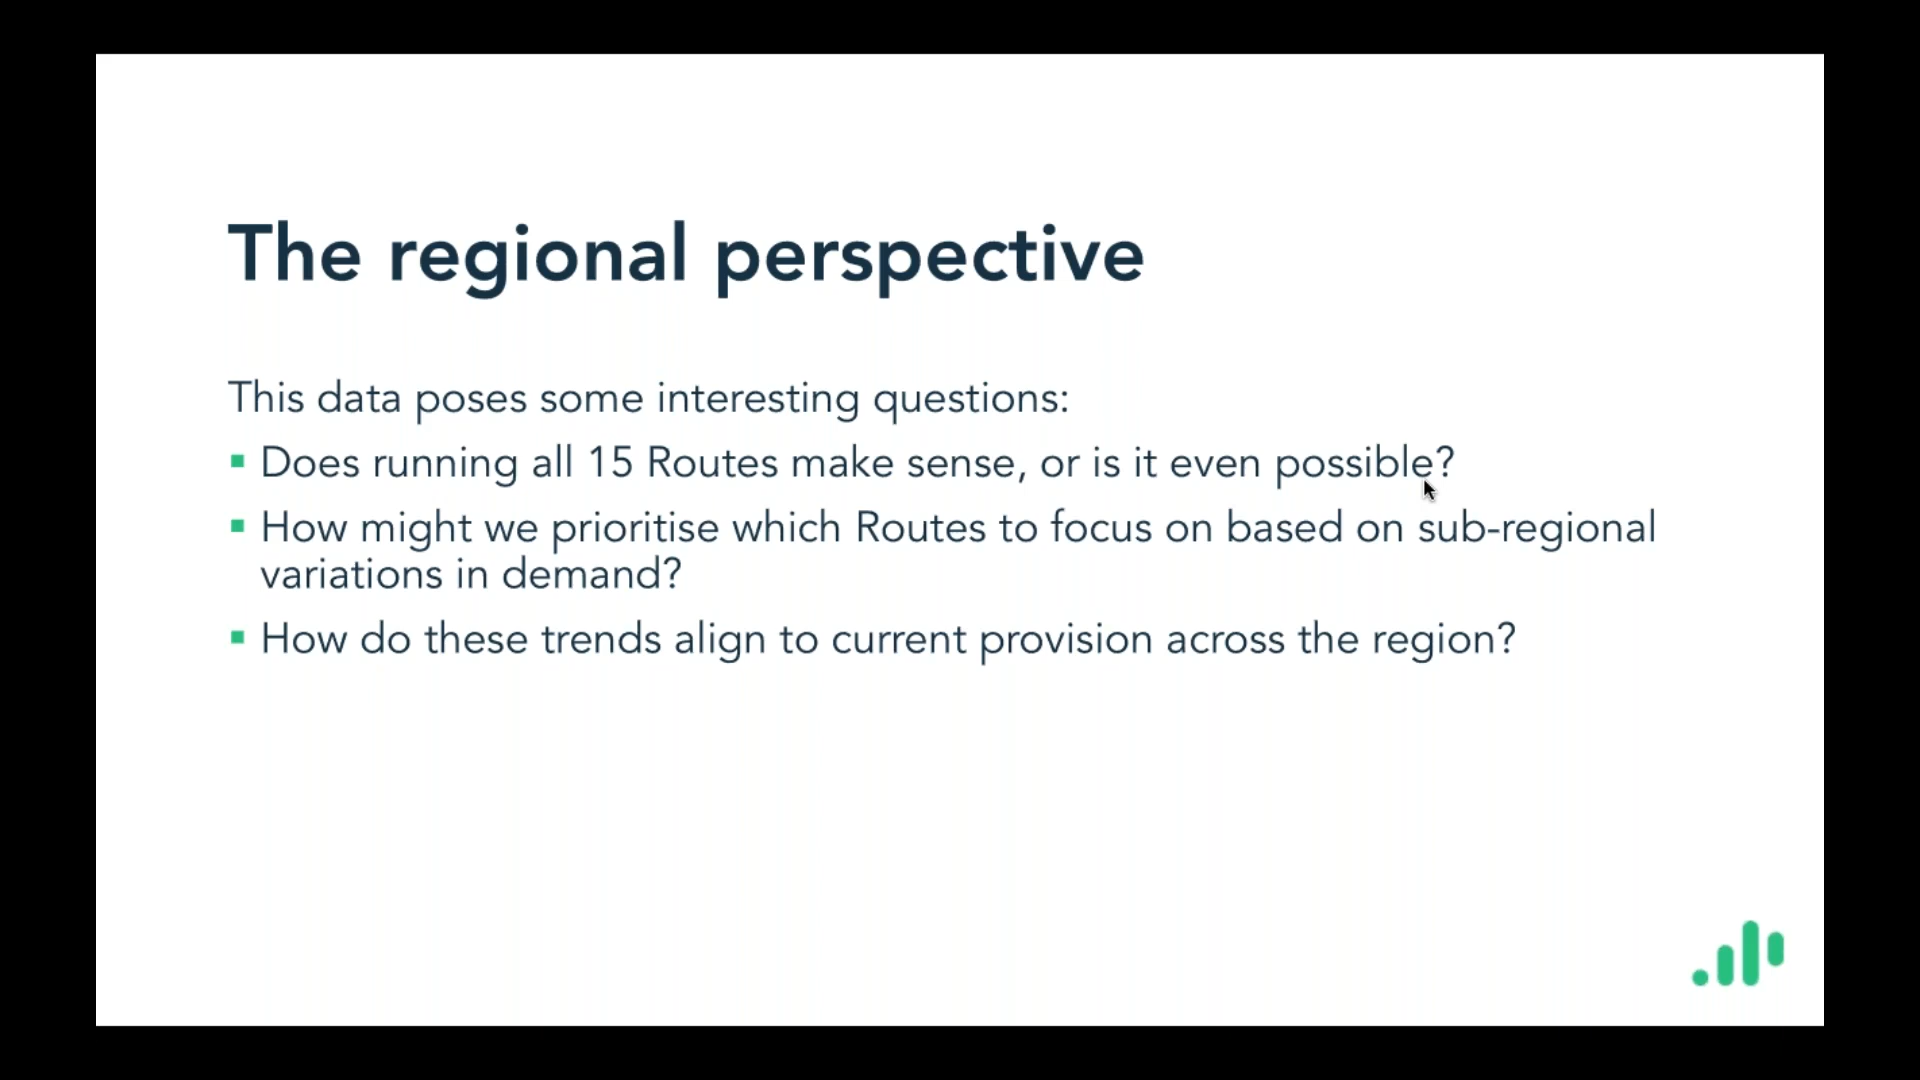 The regional perspective
This data poses some interesting questions:
Does running all 15 Routes make sense, or is it even possible?
How might we prioritise which Routes to focus on based on sub-regional
variations in demand?
How do these trends align to current provision across the region?